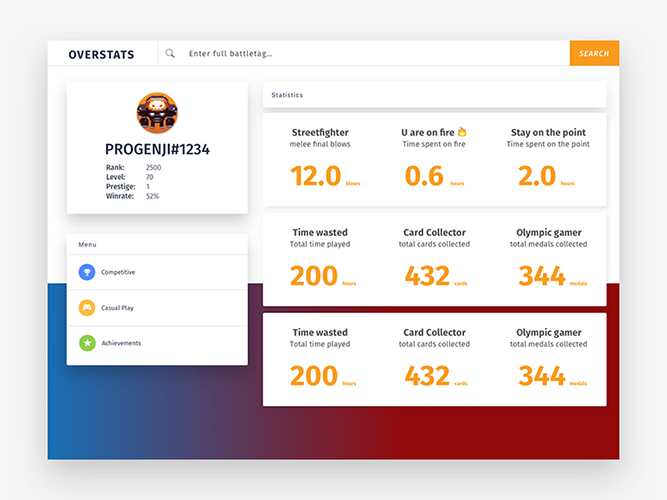 OVERSTATS
Enter full battletag...
SEARCH
PROGENJI#1234
Rank: 2500
Level: 70
Prestige: 1
Winrate: 52%
Menu
Competitive
Casual Play
Achievements
Statistics
Streetfighter U are on fire 🔥 Stay on the point
melee final blows Time spent on fire Time spent on the point
12.0 blows 0.6 hours 2.0 hours
Time wasted Card Collector Olympic gamer
Total time played total cards collected total medals collected
200 hours 432 cards 344 medals
Time wasted Card Collector Olympic gamer
Total time played total cards collected total medals collected
200 hours 432 cards 344 medals